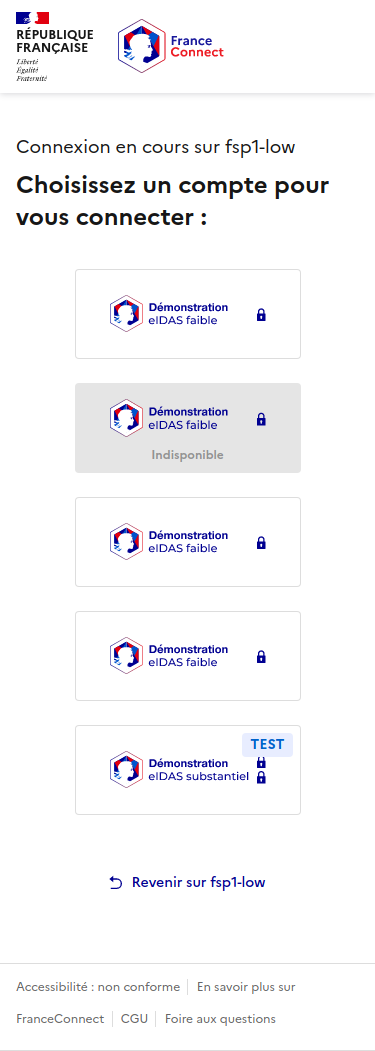 RÉPUBLIQUE
FRANÇAISE
Liberté
Égalité
Fraternité
France
Connect
Connexion en cours sur fsp1-low
Choisissez un compte pour
vous connecter :
Démonstration
eIDAS faible
Démonstration
eIDAS faible
Indisponible
Démonstration
eIDAS faible
Démonstration
eIDAS faible
TEST
Démonstration
eIDAS substantiel
Revenir sur fsp1-low
Accessibilité : non conforme
En savoir plus sur
FranceConnect
CGU
Foire aux questions